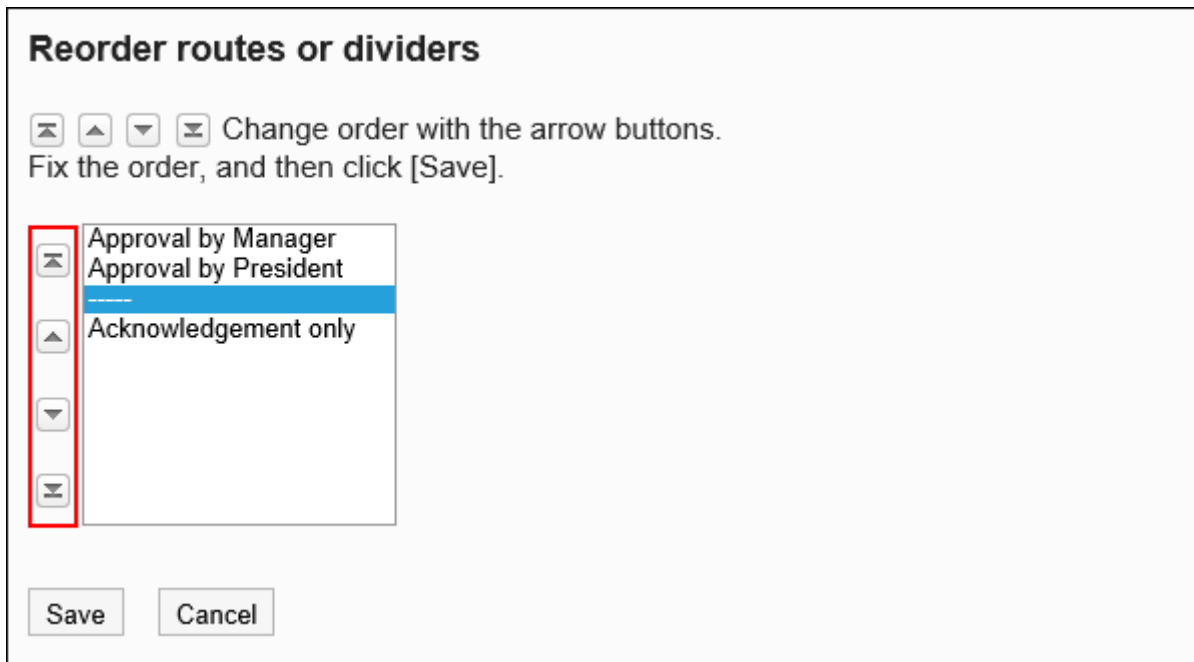 Reorder routes or dividers
Change order with the arrow buttons.
Fix the order, and then click [Save].
Approval by Manager
Approval by President
-----
Acknowledgement only
Save
Cancel